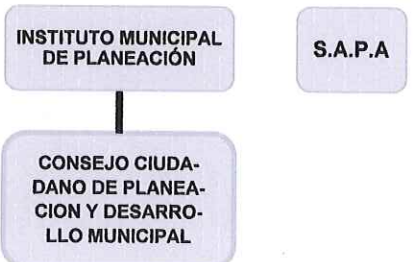 INSTITUTO MUNICIPAL
DE PLANEACIÓN
S.A.P.A
CONSEJO CIUDA-
DANO DE PLANEA-
CION Y DESARRO-
LLO MUNICIPAL